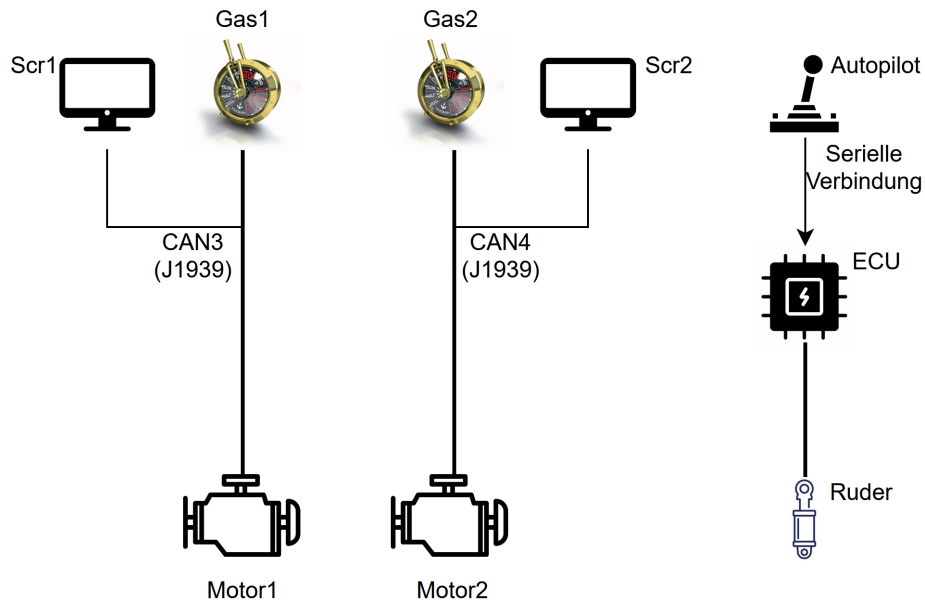 Gas1
Gas2
Scr1
Scr2
Autopilot
Serielle
Verbindung
CAN3
(J1939)
CAN4
(J1939)
ECU
Ruder
Motor1
Motor2